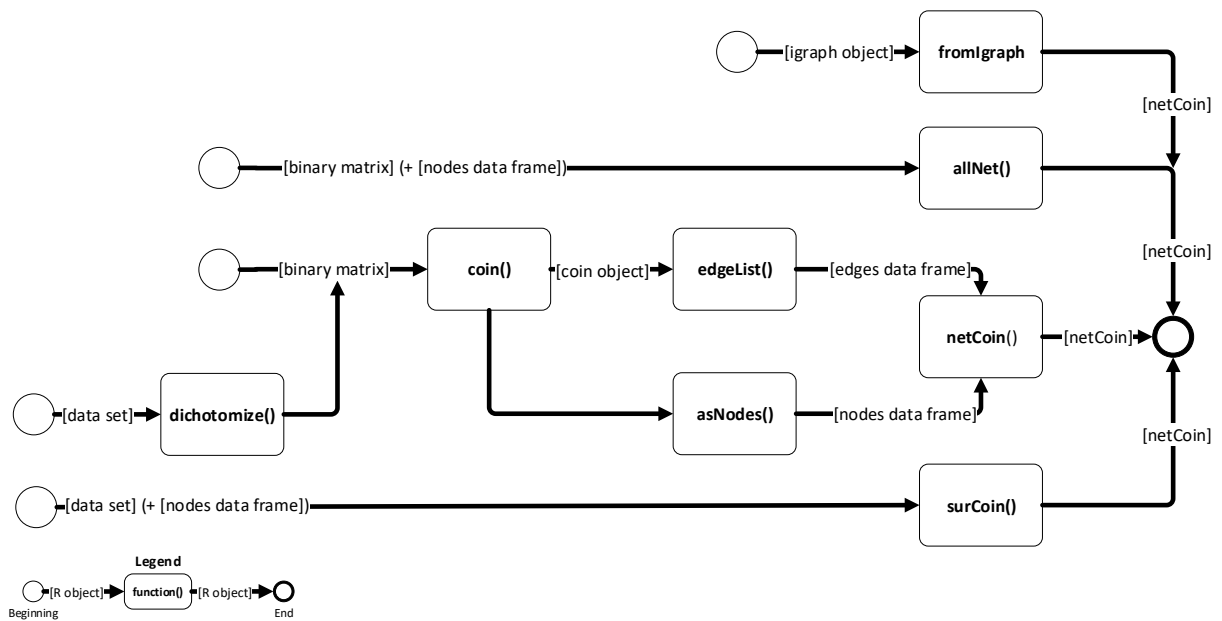 [igraph object]
fromIgraph
[netCoin]
[binary matrix] (+ [nodes data frame])
allNet()
[netCoin]
[binary matrix]
coin()
[coin object]
edgeList()
[edges data frame]
netCoin()
[netCoin]
[data set]
dichotomize()
asNodes()
[nodes data frame]
[netCoin]
[data set] (+ [nodes data frame])
surCoin()
Legend
[R object]
function()
[R object]
Beginning
End